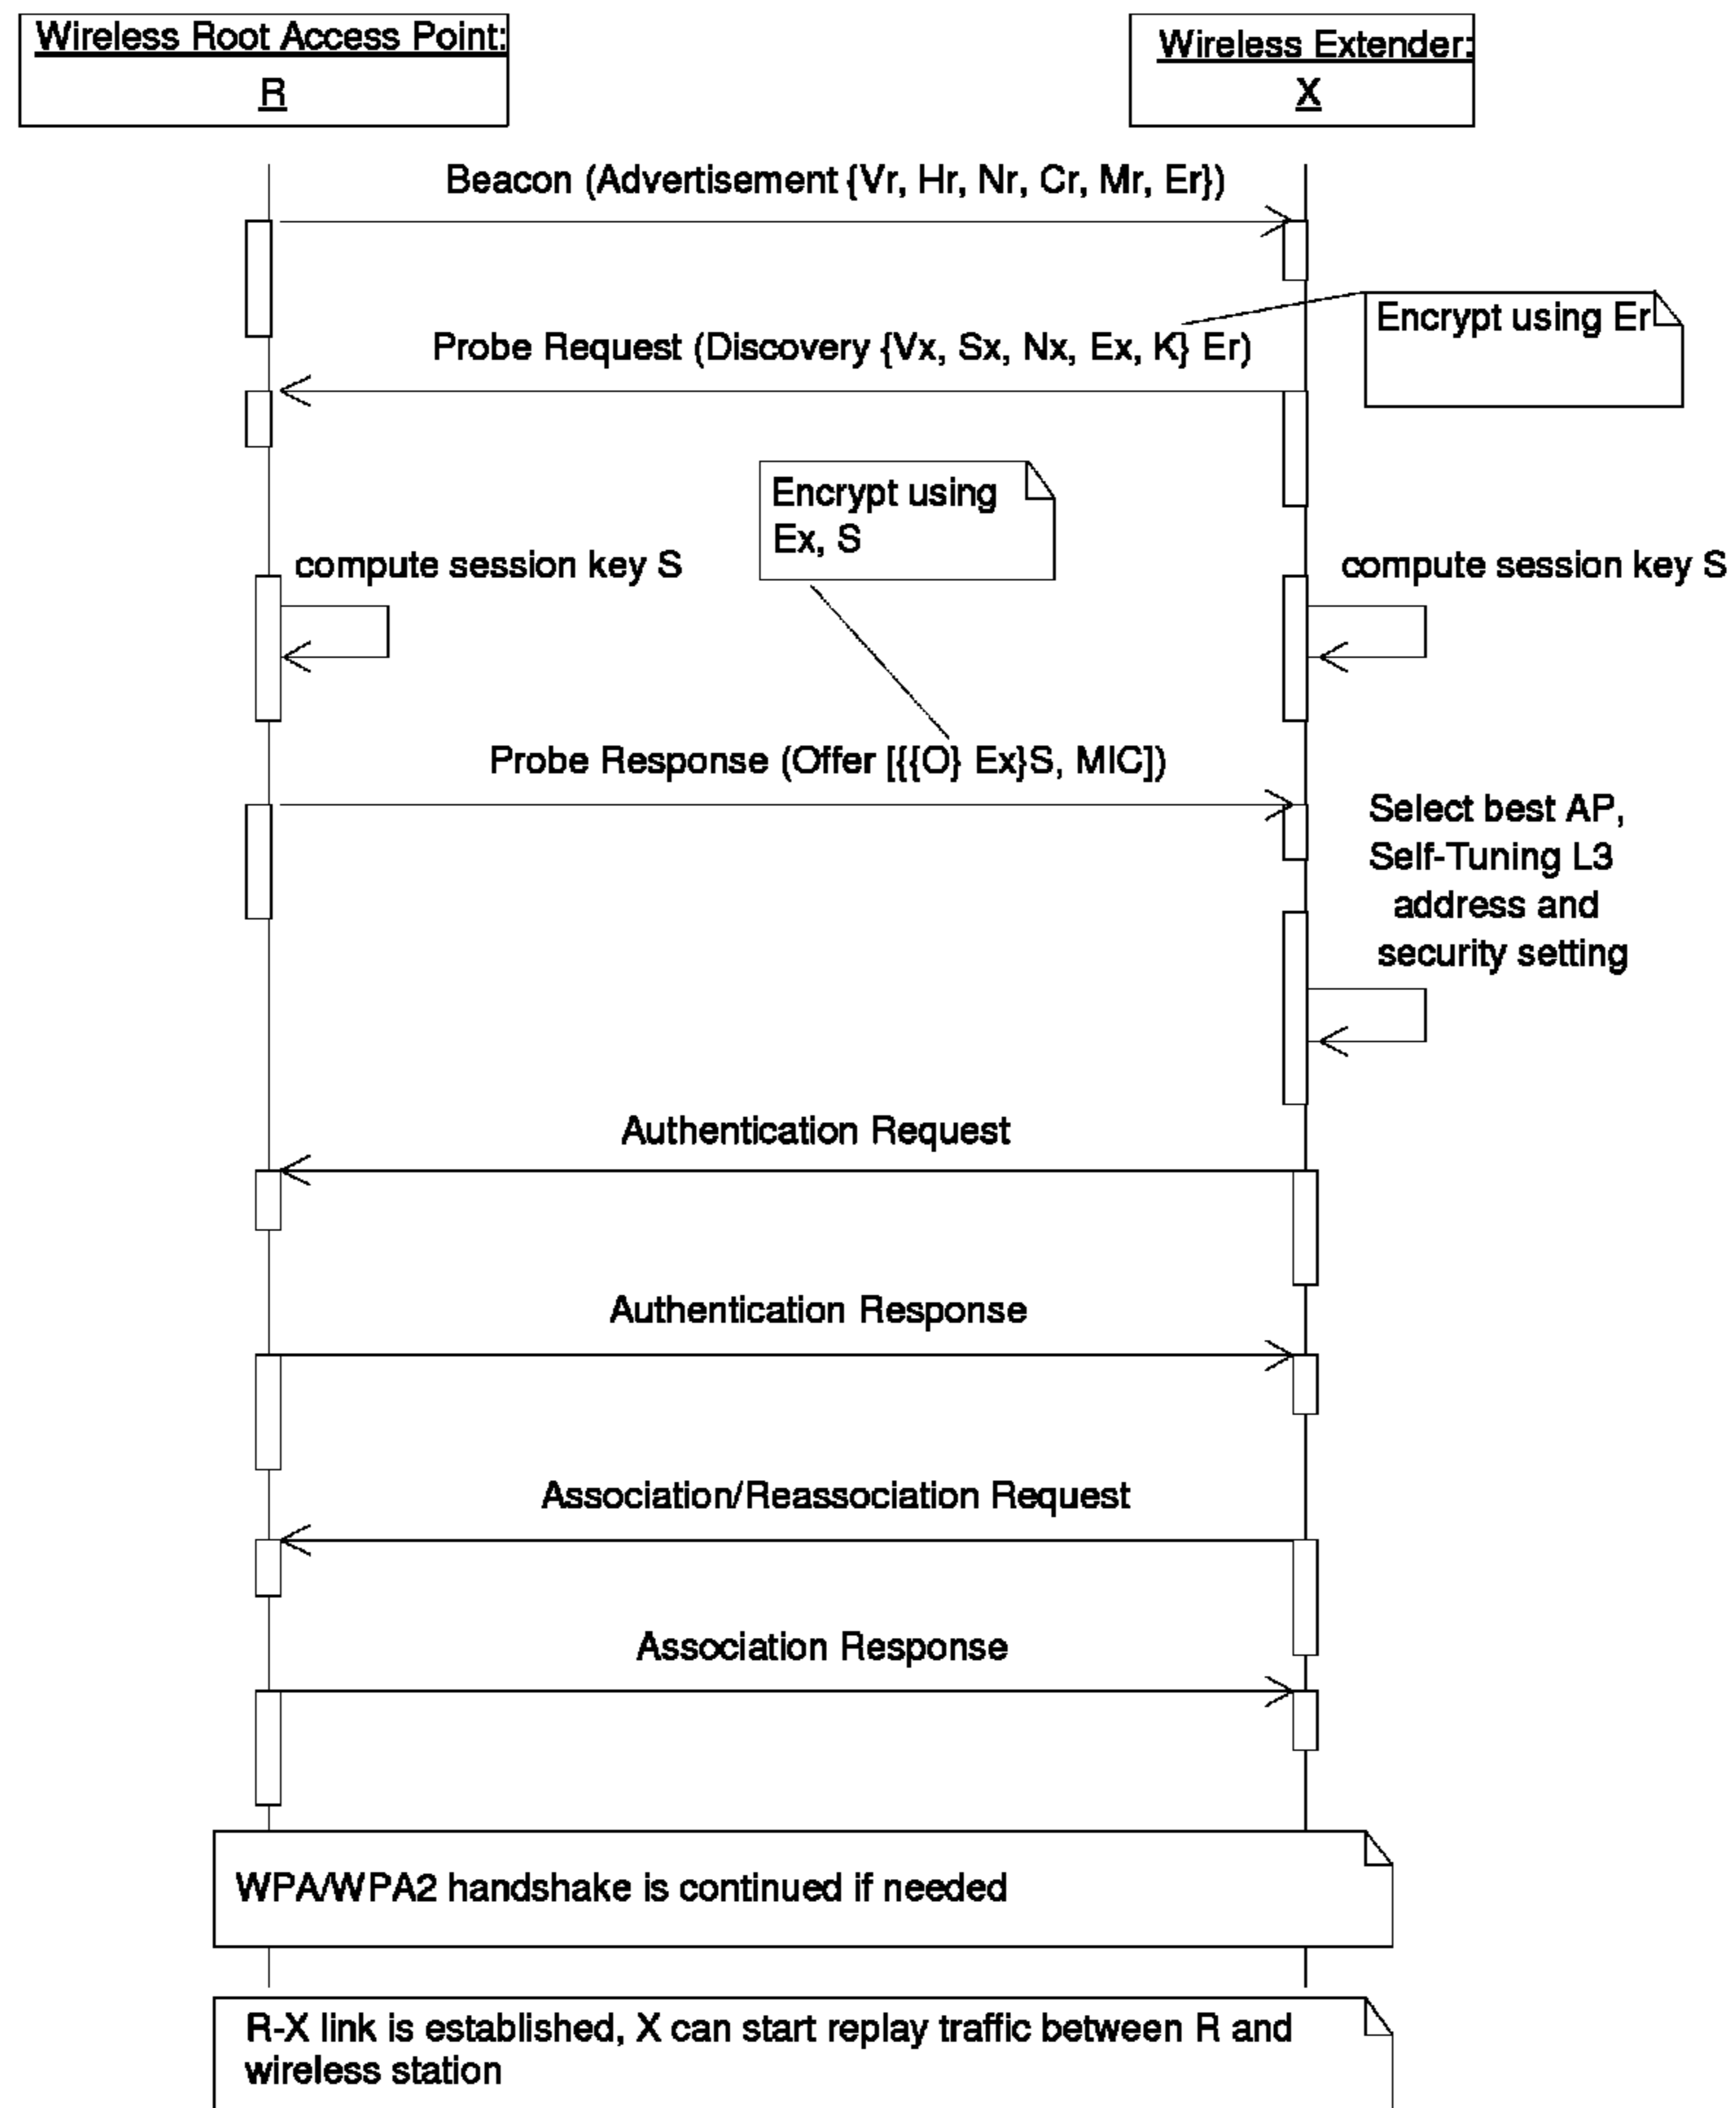 Wireless Root Access Point:
R
Wireless Extender:
X
Beacon (Advertisement {Vr, Hr, Nr, Cr, Mr, Er})
Encrypt using Er
Probe Request (Discovery {Vx, Sx, Nx, Ex, K} Er)
Encrypt using
Ex, S
compute session key S
compute session key S
Probe Response (Offer [{{O} Ex}S, MIC])
Select best AP,
Self-Tuning L3
address and
security setting
Authentication Request
Authentication Response
Association/Reassociation Request
Association Response
WPA/WPA2 handshake is continued if needed
R-X link is established, X can start replay traffic between R and
wireless station